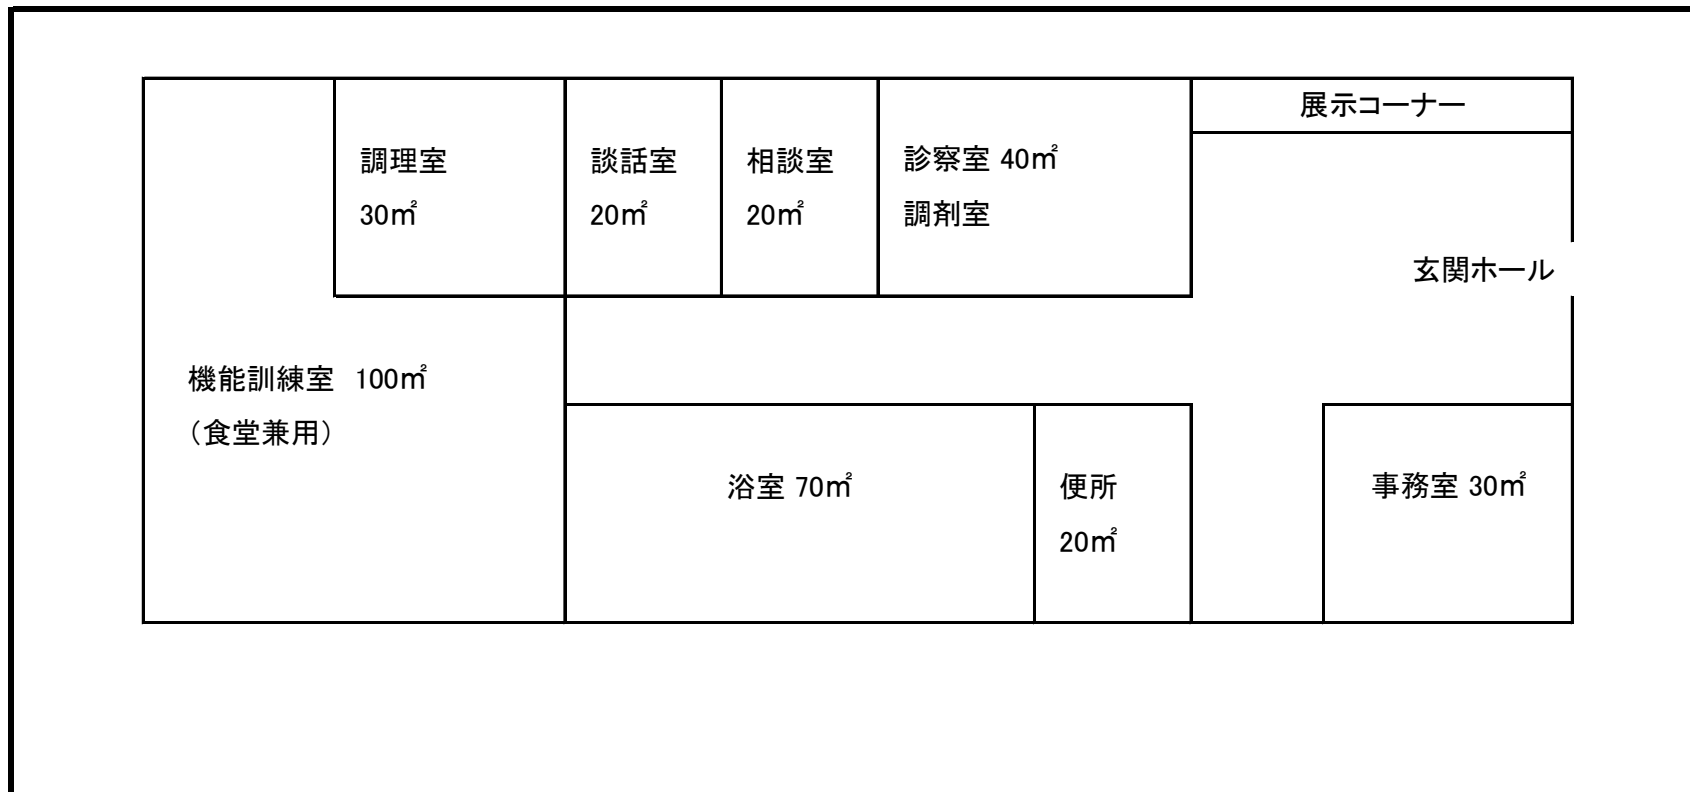 展示コーナー
調理室
30㎡
談話室
20㎡
相談室
20㎡
診察室 40㎡
調剤室
玄関ホール
機能訓練室　100㎡
（食堂兼用）
浴室 70㎡
便所
20㎡
事務室 30㎡